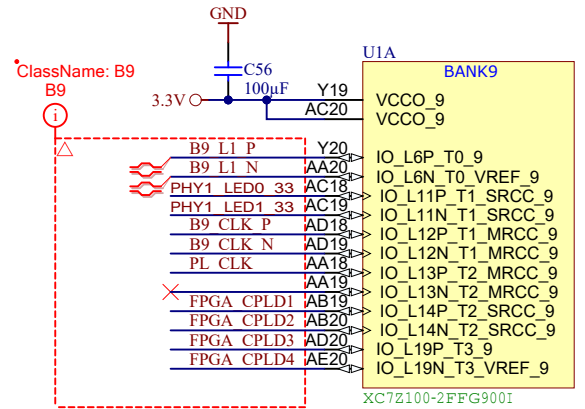 GND
U1A
BANK9
C56
100µF
3.3V
ClassName: B9
B9
i
Y19 VCCO_9
AC20 VCCO_9
B9_L1_P Y20 IO_L6P_T0_9
B9_L1_N AA20 IO_L6N_T0_VREF_9
PHY1_LED0_33 AC18 IO_L11P_T1_SRCC_9
PHY1_LED1_33 AC19 IO_L11N_T1_SRCC_9
B9_CLK_P AD18 IO_L12P_T1_MRCC_9
B9_CLK_N AD19 IO_L12N_T1_MRCC_9
PL_CLK AA18 IO_L13P_T2_MRCC_9
AA19 IO_L13N_T2_MRCC_9
FPGA_CPLD1 AB19 IO_L14P_T2_SRCC_9
FPGA_CPLD2 AB20 IO_L14N_T2_SRCC_9
FPGA_CPLD3 AD20 IO_L19P_T3_9
FPGA_CPLD4 AE20 IO_L19N_T3_VREF_9
XC7Z100-2FFG900I